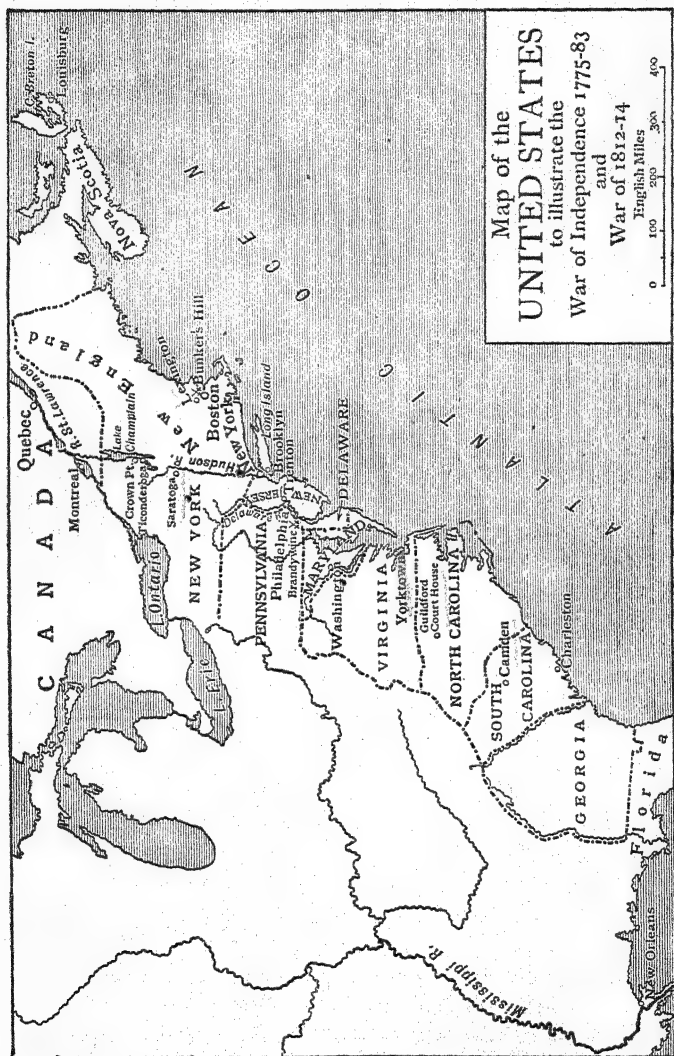 Map of the
UNITED STATES
to illustrate the
War of Independence 1775-83
and
War of 1812-14
English Miles
0 100 200 300 400
CANADA
Quebec
R. St. Lawrence
Montreal
C. Breton I.
Louisburg
Nova Scotia
New England
Lake
Champlain
Crown Pt.
Ticonderoga
Saratoga
Hudson R.
L. Ontario
L. Erie
NEW YORK
Lexington
Bunker's Hill
Boston
New York
Long Island
Brooklyn
Trenton
NEW JERSEY
PENNSYLVANIA
Philadelphia
Brandywine
DELAWARE
MARYLAND
Washington
VIRGINIA
Yorktown
Guildford
Court House
NORTH CAROLINA
SOUTH
CAROLINA
Camden
Charleston
GEORGIA
Florida
New Orleans
Mississippi R.
ATLANTIC
OCEAN